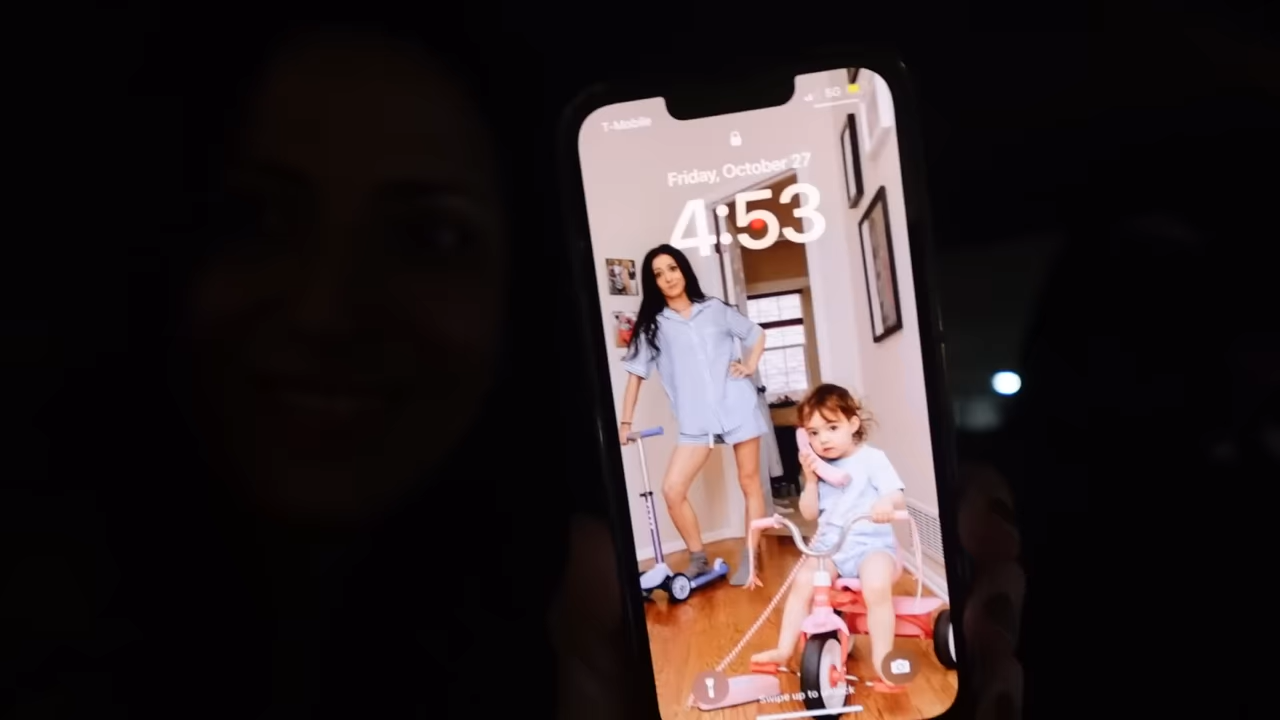 T-Mobile
5G
Friday, October 27
4:53
Swipe up to unlock